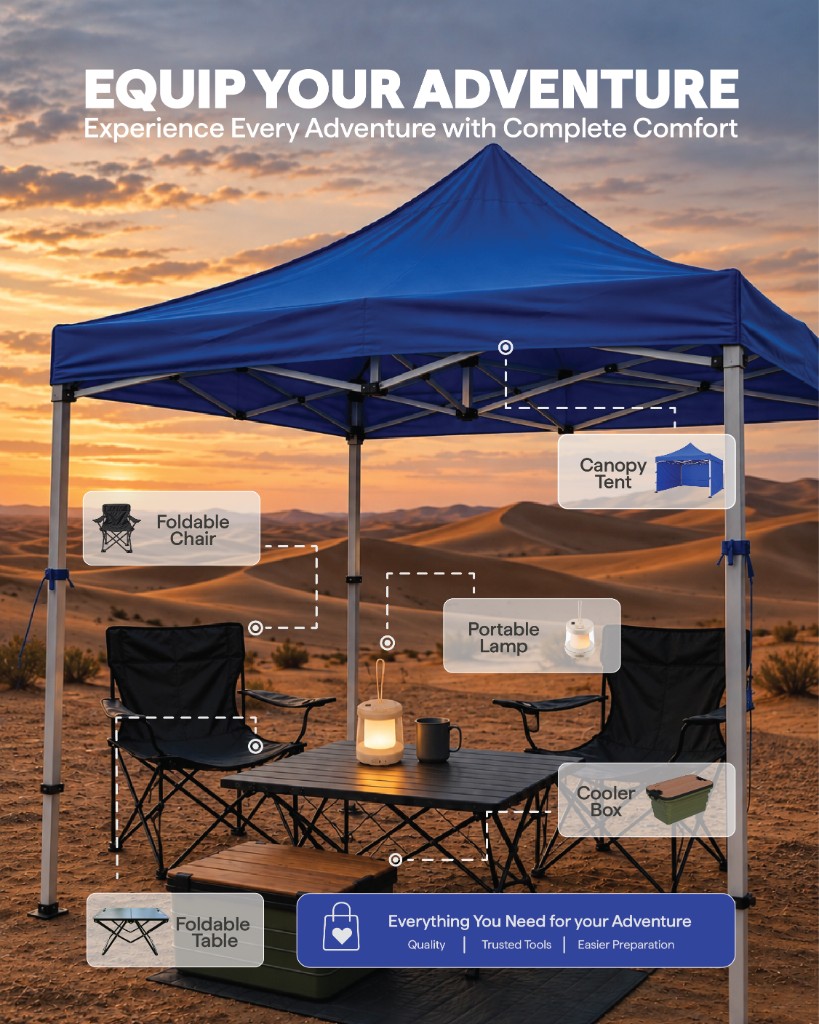 EQUIP YOUR ADVENTURE
Experience Every Adventure with Complete Comfort
Canopy
Tent
Foldable
Chair
Portable
Lamp
Cooler
Box
Foldable
Table
Everything You Need for your Adventure
Quality | Trusted Tools | Easier Preparation